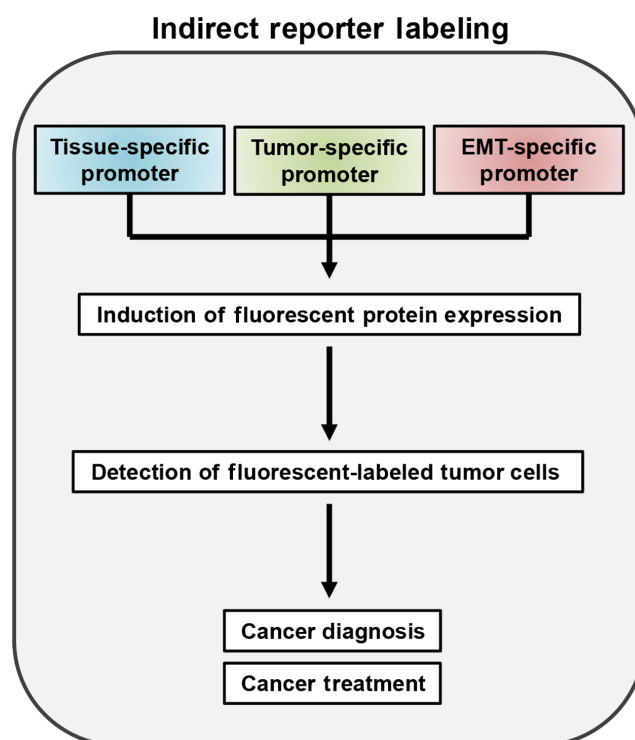 Indirect reporter labeling
Tissue-specific
promoter
Tumor-specific
promoter
EMT-specific
promoter
Induction of fluorescent protein expression
Detection of fluorescent-labeled tumor cells
Cancer diagnosis
Cancer treatment